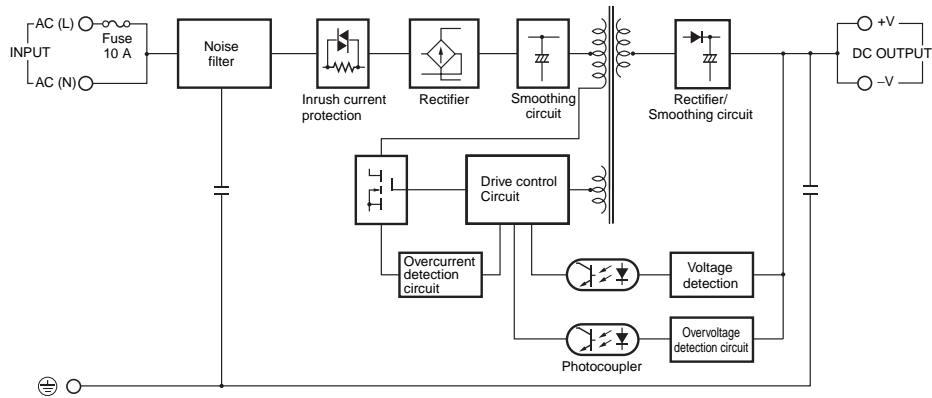 AC (L)
Fuse
10 A
INPUT
AC (N)
Noise
filter
Inrush current
protection
Rectifier
Smoothing
circuit
Rectifier/
Smoothing circuit
+V
DC OUTPUT
–V
Drive control
Circuit
Overcurrent
detection
circuit
Voltage
detection
Overvoltage
detection circuit
Photocoupler